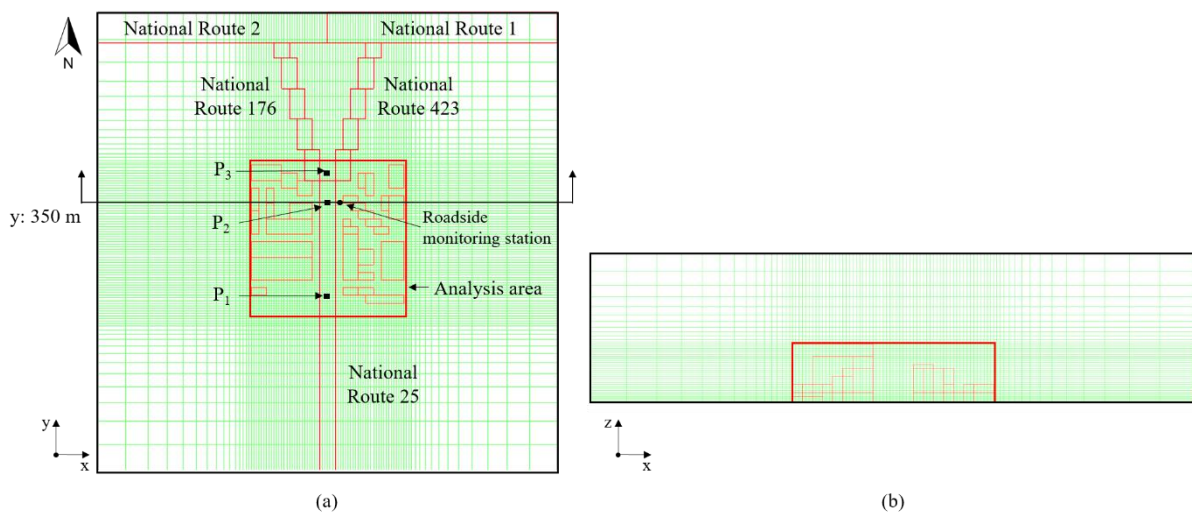 National Route 2
National Route 1
N
National
Route 176
National
Route 423
P3
y: 350 m
P2
Roadside
monitoring station
P1
Analysis area
National
Route 25
y
x
z
x
(a)
(b)